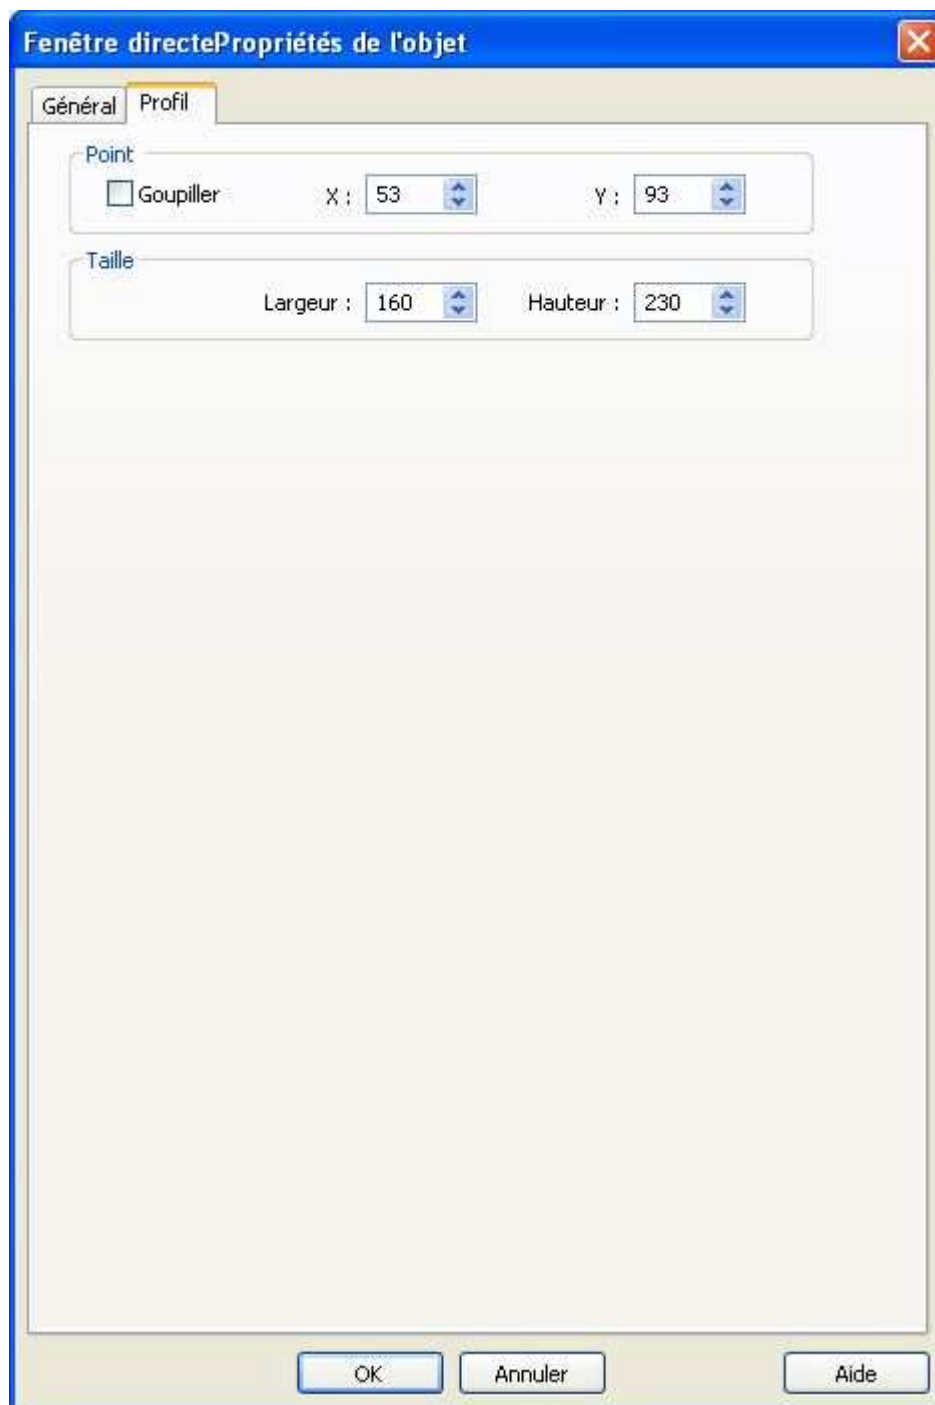 Fenêtre directePropriétés de l'objet
Général Profil
Point
Goupiller X : 53 Y : 93
Taille
Largeur : 160 Hauteur : 230
OK Annuler Aide